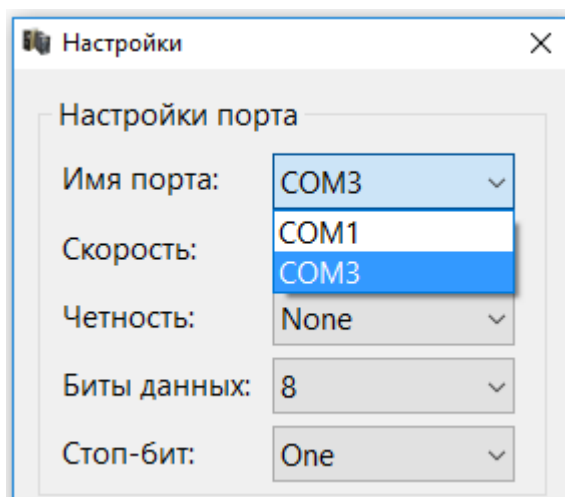 Настройки
Настройки порта
Имя порта: COM3
COM1
Скорость: COM3
Четность: None
Биты данных: 8
Стоп-бит: One